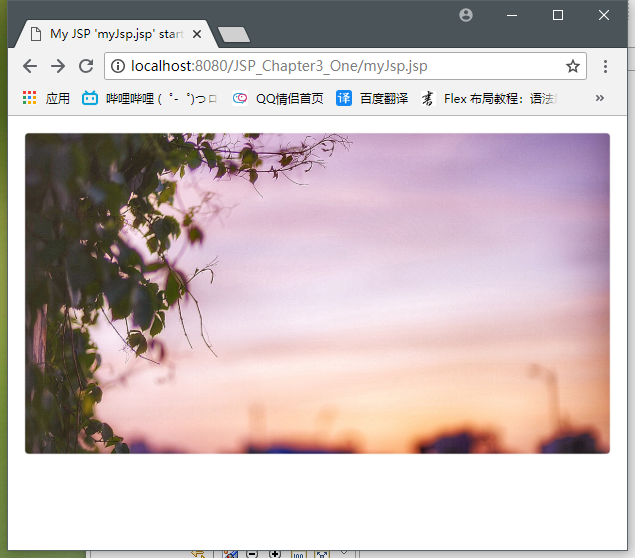 My JSP 'myJsp.jsp' start
localhost:8080/JSP_Chapter3_One/myJsp.jsp
应用 哔哩哔哩 ( ゜- ゜)つロ QQ情侣首页 译 百度翻译 书 Flex 布局教程：语法